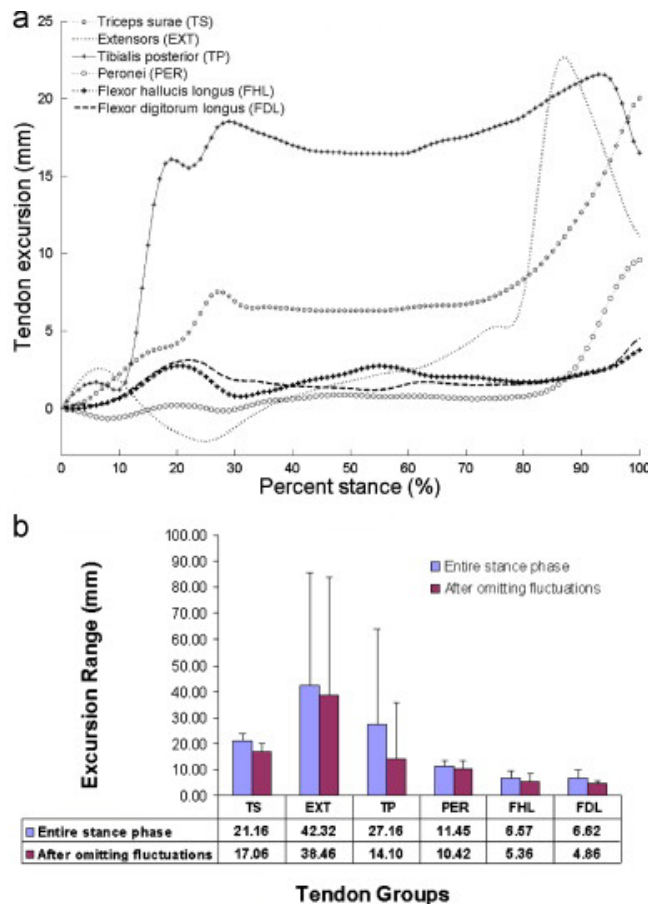 a
Triceps surae (TS)
Extensors (EXT)
Tibialis posterior (TP)
Peronei (PER)
Flexor hallucis longus (FHL)
Flexor digitorum longus (FDL)
Tendon excursion (mm)
25
20
15
10
5
0
0 10 20 30 40 50 60 70 80 90 100
Percent stance (%)
b
Excursion Range (mm)
100.00
90.00
80.00
70.00
60.00
50.00
40.00
30.00
20.00
10.00
0.00
Entire stance phase
After omitting fluctuations
TS EXT TP PER FHL FDL
Entire stance phase 21.16 42.32 27.16 11.45 6.57 6.62
After omitting fluctuations 17.06 38.46 14.10 10.42 5.36 4.86
Tendon Groups